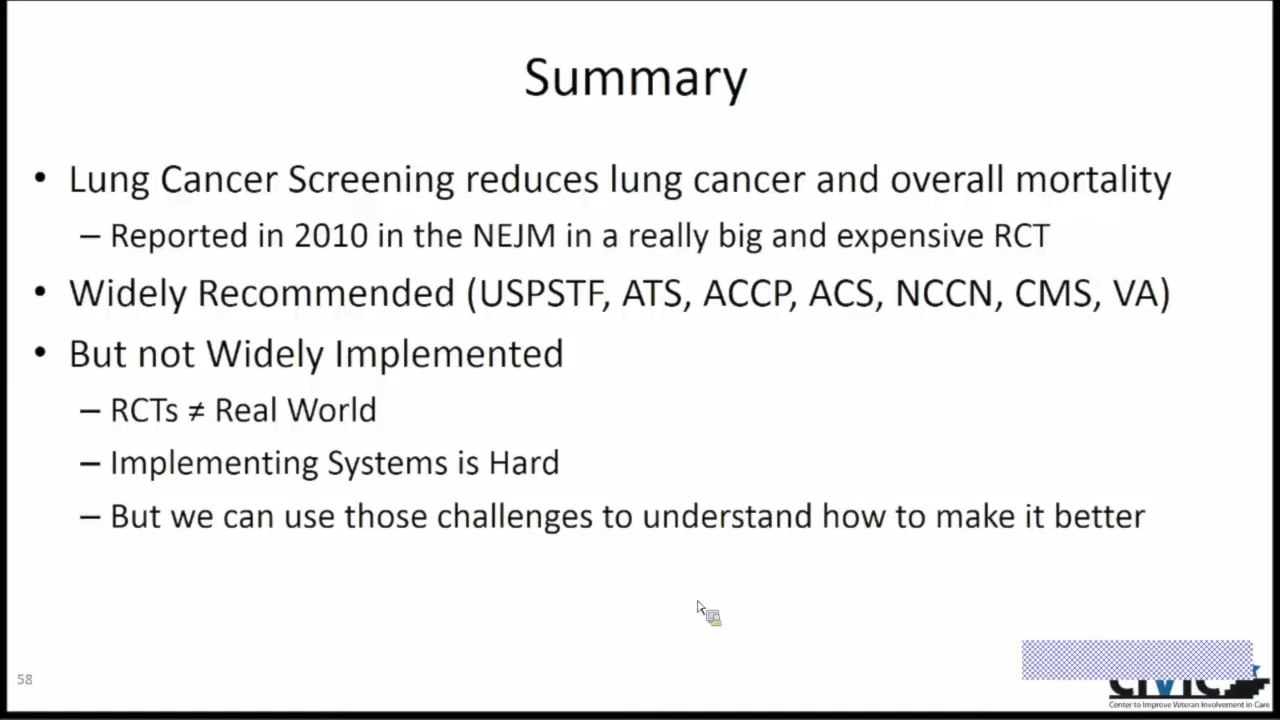 Summary
• Lung Cancer Screening reduces lung cancer and overall mortality
– Reported in 2010 in the NEJM in a really big and expensive RCT
• Widely Recommended (USPSTF, ATS, ACCP, ACS, NCCN, CMS, VA)
• But not Widely Implemented
– RCTs ≠ Real World
– Implementing Systems is Hard
– But we can use those challenges to understand how to make it better
58
CIVIC
Center to Improve Veteran Involvement in Care